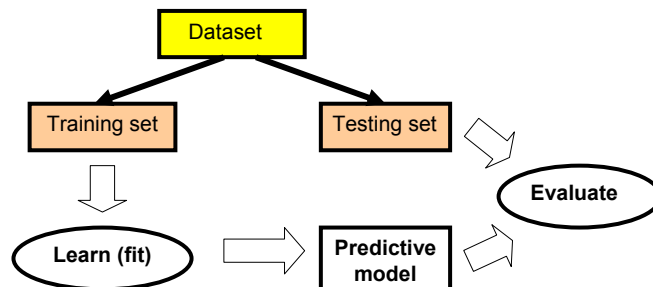 Dataset
Training set
Testing set
Evaluate
Learn (fit)
Predictive
model